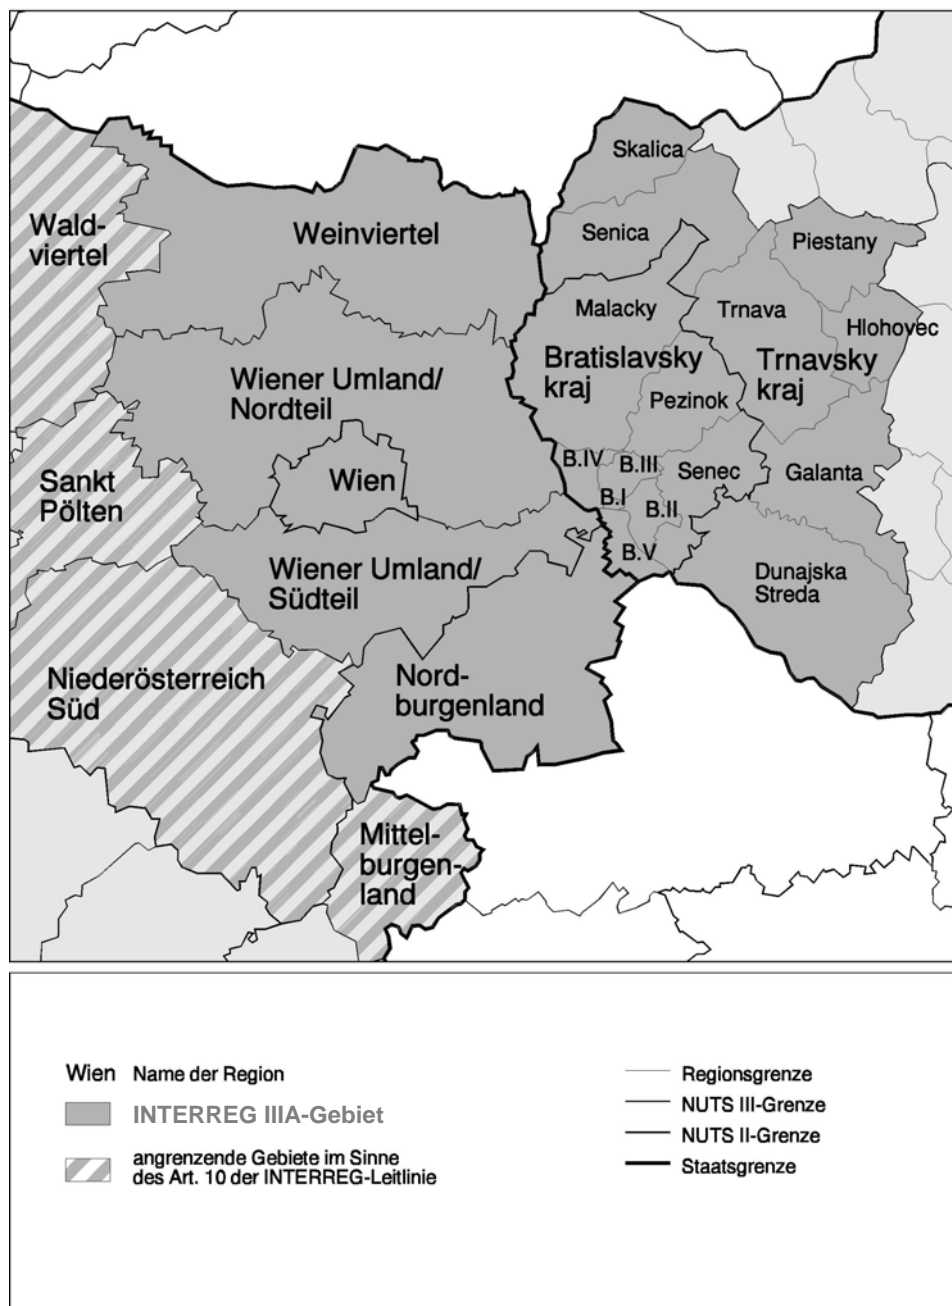 Skalica
Wald-
viertel
Weinviertel
Senica
Piestany
Malacky
Trnava
Hlohovec
Bratislavsky
kraj
Trnavsky
kraj
Wiener Umland/
Nordteil
Pezinok
Wien
B.IV
B.III
Senec
Galanta
Sankt
Pölten
B.I
B.II
B.V
Wiener Umland/
Südteil
Dunajska
Streda
Niederösterreich
Süd
Nord-
burgenland
Mittel-
burgen-
land
Wien Name der Region
INTERREG IIIA-Gebiet
angrenzende Gebiete im Sinne
des Art. 10 der INTERREG-Leitlinie
Regionsgrenze
NUTS III-Grenze
NUTS II-Grenze
Staatsgrenze